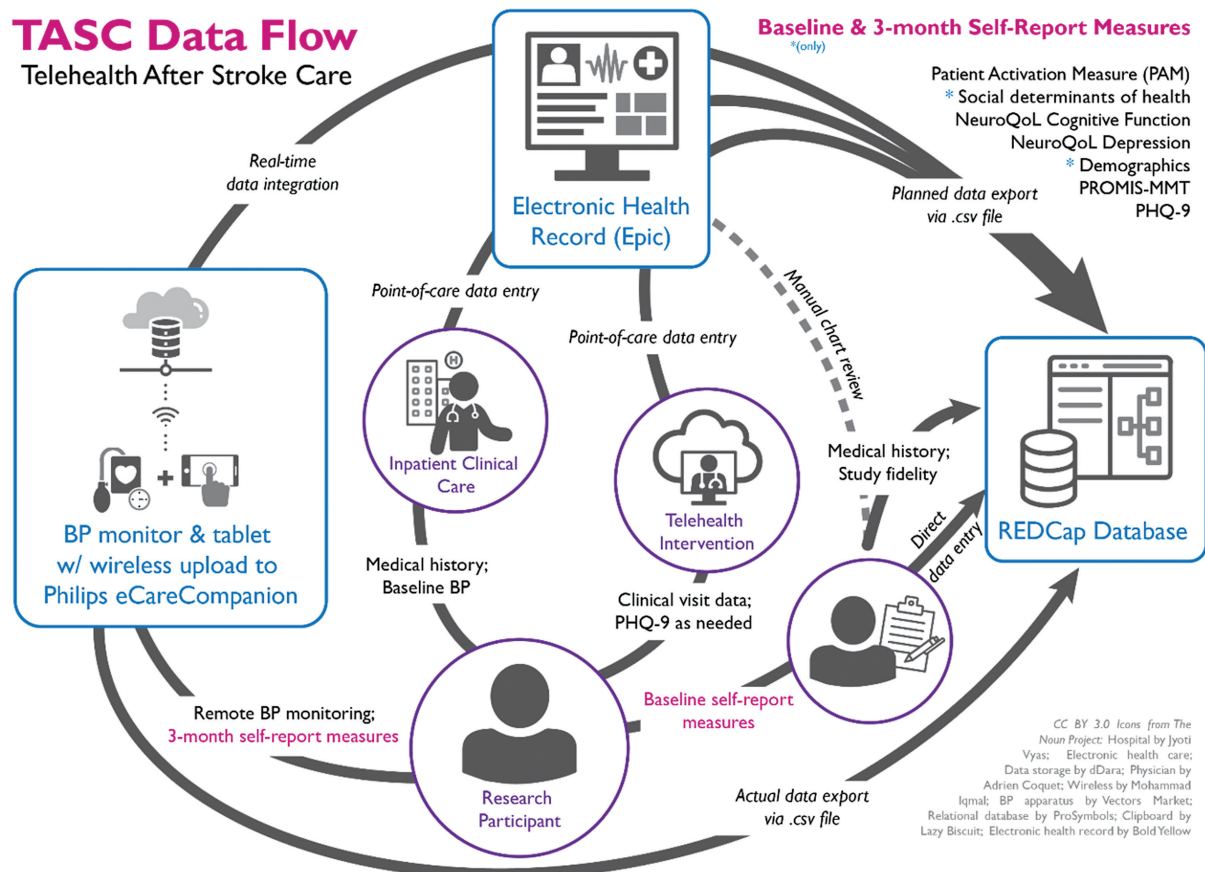 TASC Data Flow
Telehealth After Stroke Care
Baseline & 3-month Self-Report Measures
*(only)
Patient Activation Measure (PAM)
* Social determinants of health
NeuroQoL Cognitive Function
NeuroQoL Depression
* Demographics
PROMIS-MMT
PHQ-9
Real-time
data integration
Electronic Health
Record (Epic)
Planned data export
via .csv file
Point-of-care data entry
Point-of-care data entry
Manual chart review
H
Inpatient Clinical
Care
Telehealth
Intervention
Medical history;
Study fidelity
Direct
data entry
REDCap Database
BP monitor & tablet
w/ wireless upload to
Philips eCareCompanion
Medical history;
Baseline BP
Clinical visit data;
PHQ-9 as needed
Remote BP monitoring;
3-month self-report measures
Baseline self-report
measures
Research
Participant
Actual data export
via .csv file
CC BY 3.0 Icons from The
Noun Project: Hospital by Jyoti
Vyas; Electronic health care;
Data storage by dDara; Physician by
Adrien Coquet; Wireless by Mohammad
Iqmal; BP apparatus by Vectors Market;
Relational database by ProSymbols; Clipboard by
Lazy Biscuit; Electronic health record by Bold Yellow